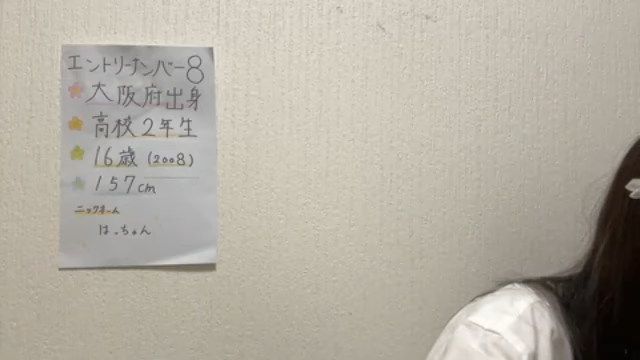 エントリーナンバー8
大阪府出身
高校2年生
16歳(2008)
157cm
ニックネーム
はっちゃん